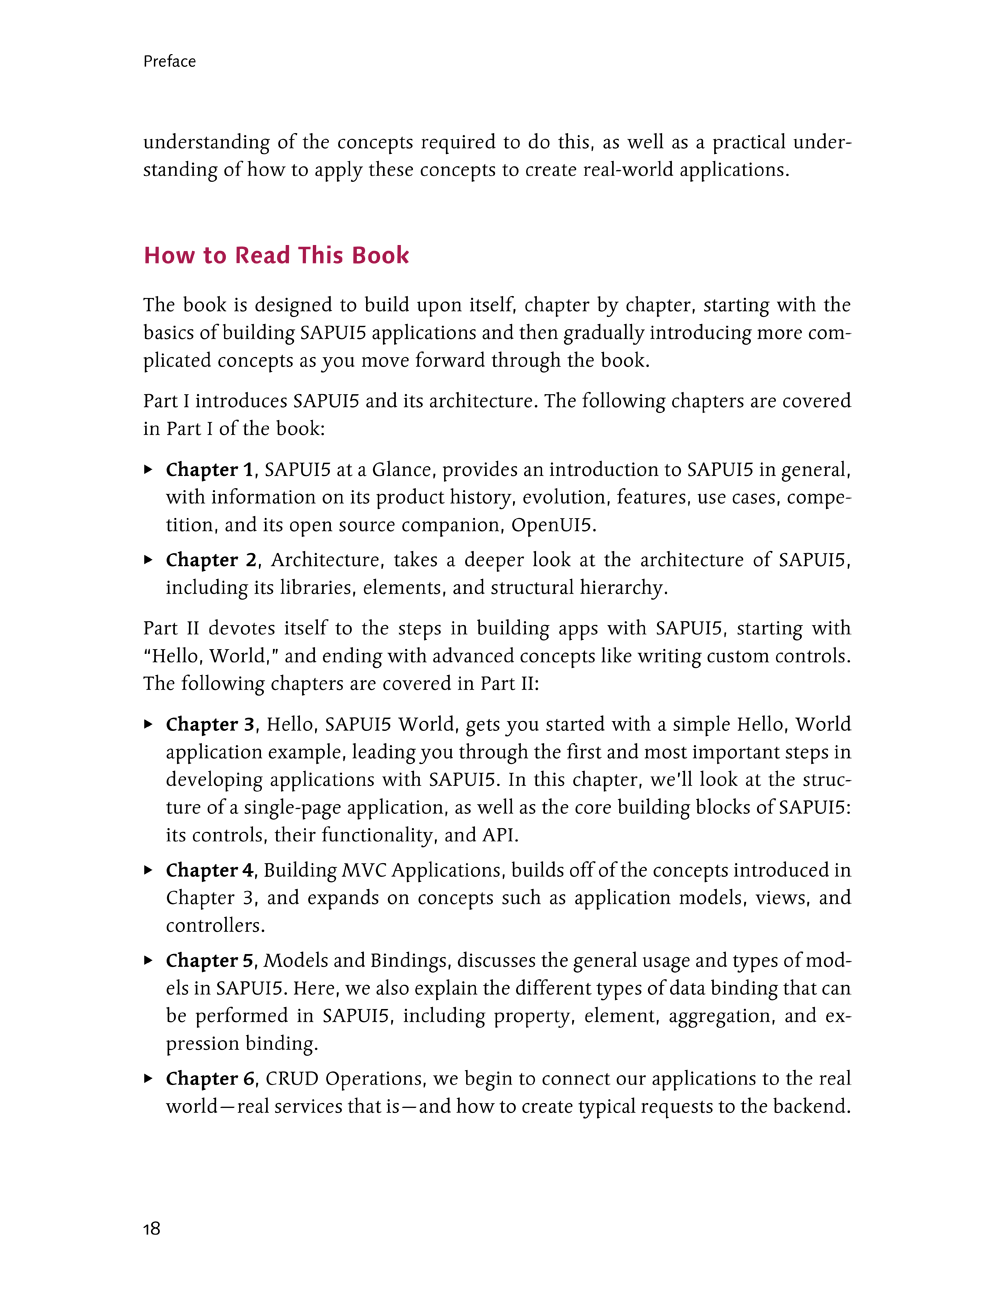 Preface
understanding of the concepts required to do this, as well as a practical under-
standing of how to apply these concepts to create real-world applications.
How to Read This Book
The book is designed to build upon itself, chapter by chapter, starting with the
basics of building SAPUI5 applications and then gradually introducing more com-
plicated concepts as you move forward through the book.
Part I introduces SAPUI5 and its architecture. The following chapters are covered
in Part I of the book:
▸ Chapter 1, SAPUI5 at a Glance, provides an introduction to SAPUI5 in general,
with information on its product history, evolution, features, use cases, compe-
tition, and its open source companion, OpenUI5.
▸ Chapter 2, Architecture, takes a deeper look at the architecture of SAPUI5,
including its libraries, elements, and structural hierarchy.
Part II devotes itself to the steps in building apps with SAPUI5, starting with
“Hello, World,” and ending with advanced concepts like writing custom controls.
The following chapters are covered in Part II:
▸ Chapter 3, Hello, SAPUI5 World, gets you started with a simple Hello, World
application example, leading you through the first and most important steps in
developing applications with SAPUI5. In this chapter, we’ll look at the struc-
ture of a single-page application, as well as the core building blocks of SAPUI5:
its controls, their functionality, and API.
▸ Chapter 4, Building MVC Applications, builds off of the concepts introduced in
Chapter 3, and expands on concepts such as application models, views, and
controllers.
▸ Chapter 5, Models and Bindings, discusses the general usage and types of mod-
els in SAPUI5. Here, we also explain the different types of data binding that can
be performed in SAPUI5, including property, element, aggregation, and ex-
pression binding.
▸ Chapter 6, CRUD Operations, we begin to connect our applications to the real
world—real services that is—and how to create typical requests to the backend.
18